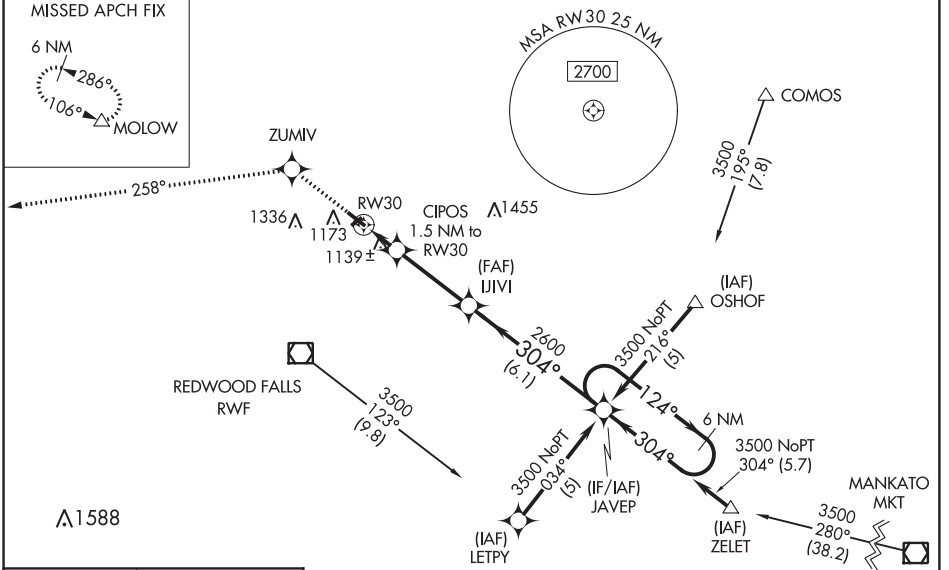 MISSED APCH FIX
6 NM
286°
106°
MOLOW
MSA RW30 25 NM
2700
COMOS
3500
195°
(7.8)
ZUMIV
258°
RW30
1336
1173
1139 ±
CIPOS
1.5 NM to
RW30
1455
(FAF)
IJIVI
(IAF)
OSHOF
3500 NoPT
216°
(5)
2600
304°
(6.1)
REDWOOD FALLS
RWF
3500
123°
(9.8)
124°
6 NM
304°
3500 NoPT
304° (5.7)
3500 NoPT
034°
(5)
(IF/IAF)
JAVEP
MANKATO
MKT
3500
280°
(38.2)
1588
(IAF)
LETPY
(IAF)
ZELET